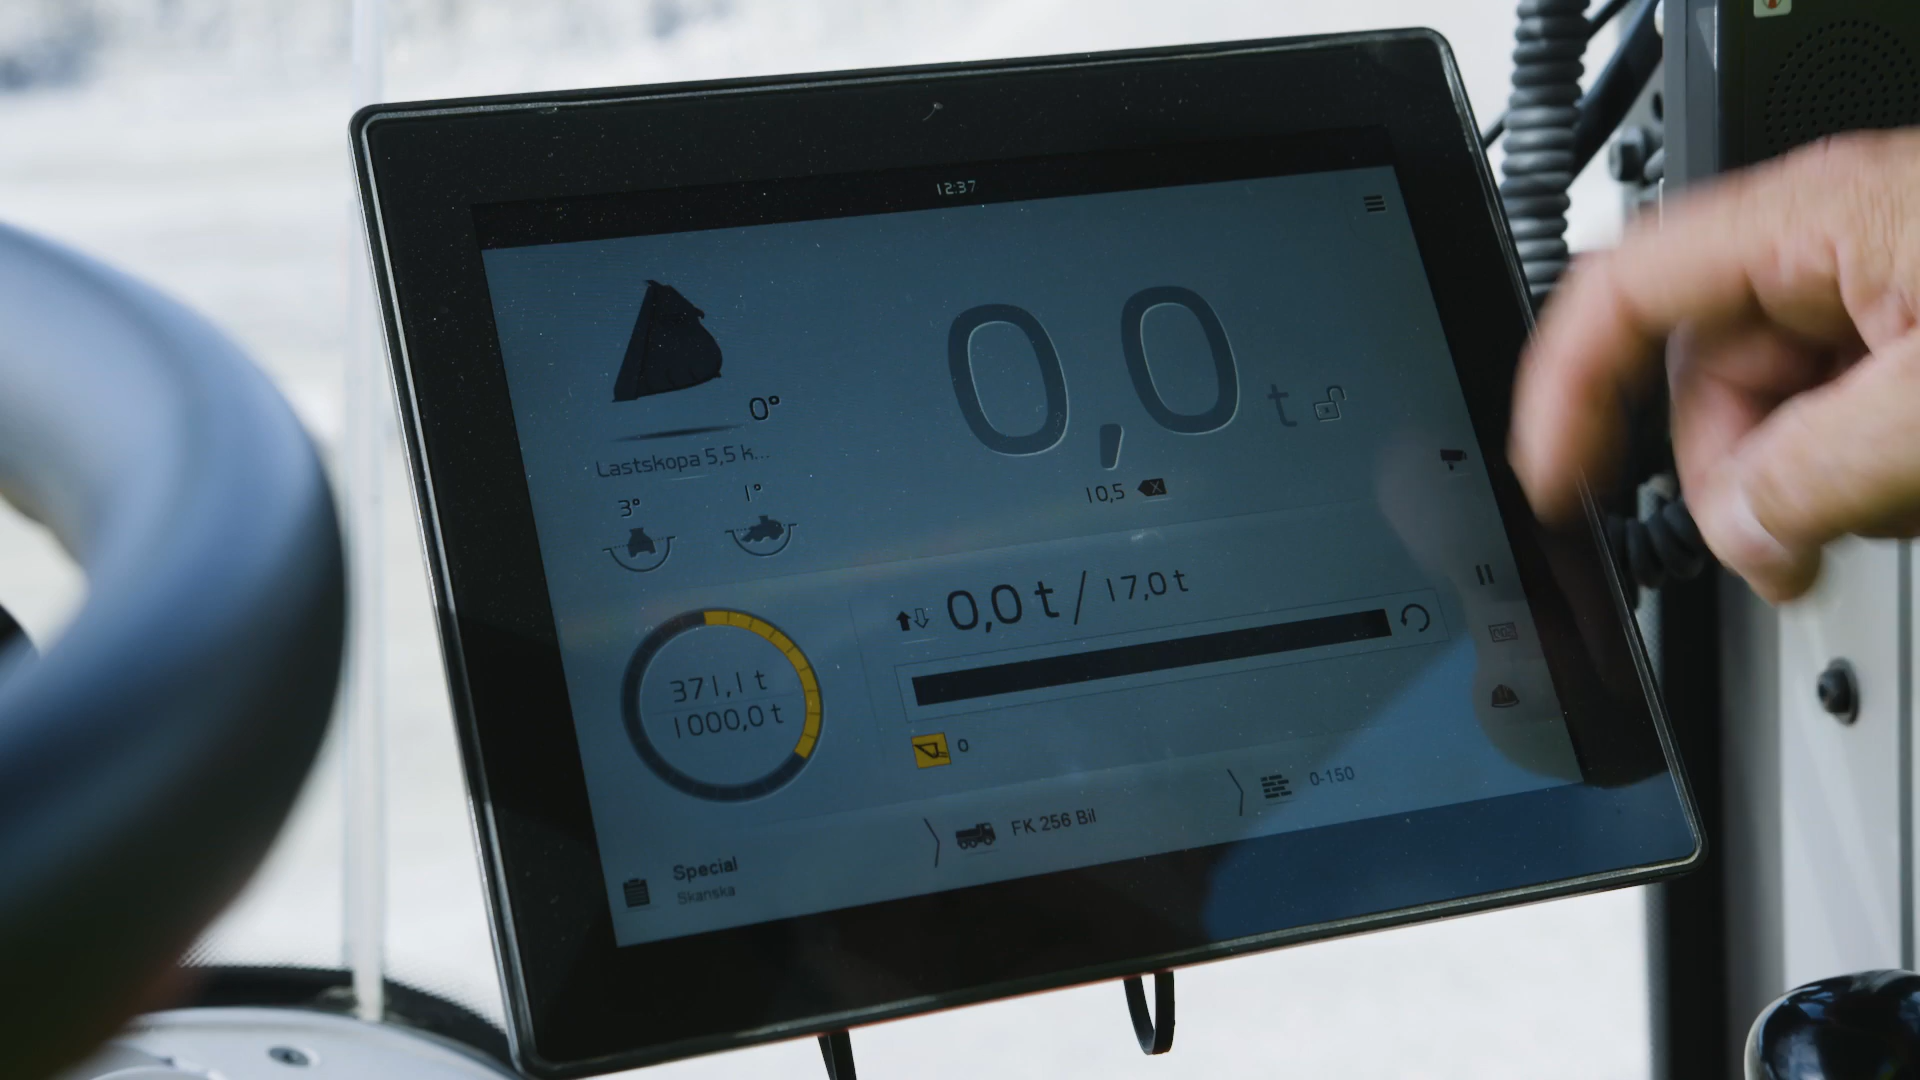 12:37
0,0 t
0°
Lastskopa 5,5 k...
3° 1°
10,5
0,0 t / 17,0 t
371,1 t
1000,0 t
0
Special
Skanska
FK 256 Bil
0-150